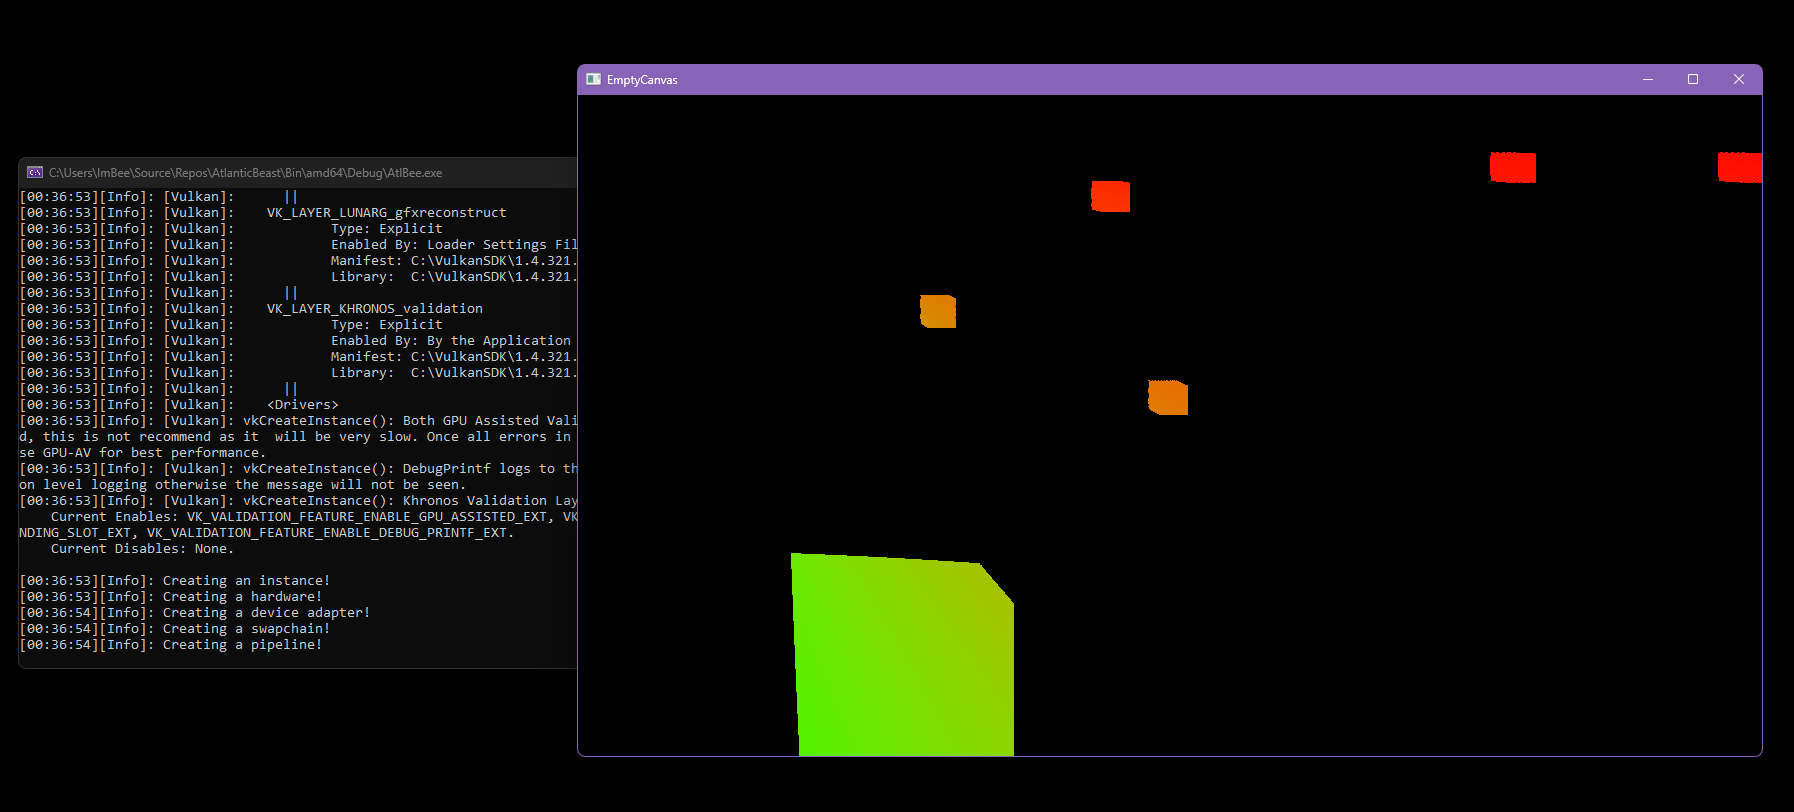 EmptyCanvas
C:\Users\ImBee\Source\Repos\AtlanticBeast\Bin\amd64\Debug\AtlBee.exe
[00:36:53][Info]: [Vulkan]:      ||
[00:36:53][Info]: [Vulkan]:    VK_LAYER_LUNARG_gfxreconstruct
[00:36:53][Info]: [Vulkan]:            Type: Explicit
[00:36:53][Info]: [Vulkan]:            Enabled By: Loader Settings Fil
[00:36:53][Info]: [Vulkan]:            Manifest: C:\VulkanSDK\1.4.321.
[00:36:53][Info]: [Vulkan]:            Library:  C:\VulkanSDK\1.4.321.
[00:36:53][Info]: [Vulkan]:      ||
[00:36:53][Info]: [Vulkan]:    VK_LAYER_KHRONOS_validation
[00:36:53][Info]: [Vulkan]:            Type: Explicit
[00:36:53][Info]: [Vulkan]:            Enabled By: By the Application
[00:36:53][Info]: [Vulkan]:            Manifest: C:\VulkanSDK\1.4.321.
[00:36:53][Info]: [Vulkan]:            Library:  C:\VulkanSDK\1.4.321.
[00:36:53][Info]: [Vulkan]:      ||
[00:36:53][Info]: [Vulkan]:    <Drivers>
[00:36:53][Info]: [Vulkan]: vkCreateInstance(): Both GPU Assisted Vali
d, this is not recommend as it  will be very slow. Once all errors in
se GPU-AV for best performance.
[00:36:53][Info]: [Vulkan]: vkCreateInstance(): DebugPrintf logs to th
on level logging otherwise the message will not be seen.
[00:36:53][Info]: [Vulkan]: vkCreateInstance(): Khronos Validation Lay
    Current Enables: VK_VALIDATION_FEATURE_ENABLE_GPU_ASSISTED_EXT, VK
NDING_SLOT_EXT, VK_VALIDATION_FEATURE_ENABLE_DEBUG_PRINTF_EXT.
    Current Disables: None.
[00:36:53][Info]: Creating an instance!
[00:36:53][Info]: Creating a hardware!
[00:36:54][Info]: Creating a device adapter!
[00:36:54][Info]: Creating a swapchain!
[00:36:54][Info]: Creating a pipeline!